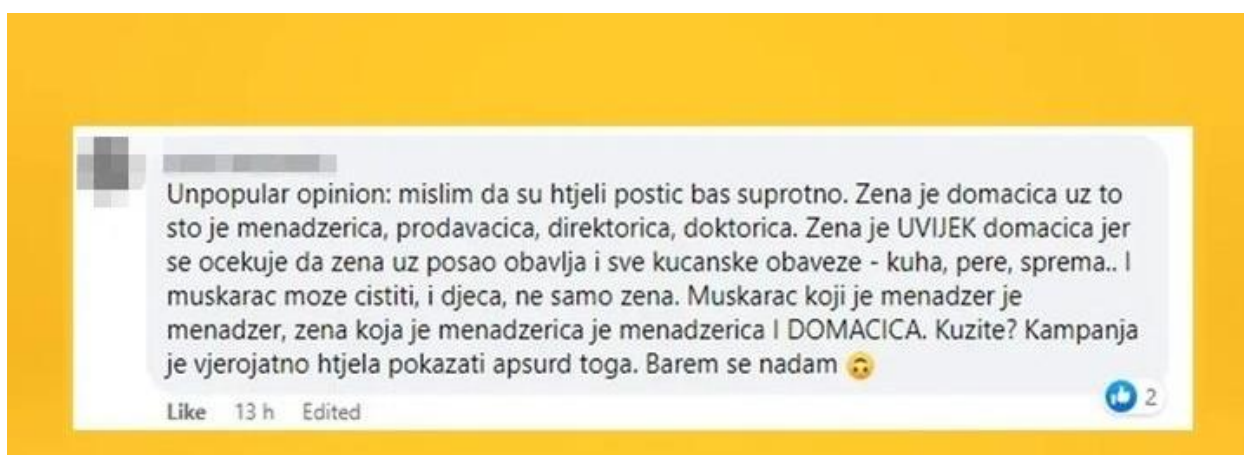 Unpopular opinion: mislim da su htjeli postic bas suprotno. Zena je domacica uz to
sto je menadzerica, prodavacica, direktorica, doktorica. Zena je UVIJEK domacica jer
se ocekuje da zena uz posao obavlja i sve kucanske obaveze - kuha, pere, sprema.. I
muskarac moze cistiti, i djeca, ne samo zena. Muskarac koji je menadzer je
menadzer, zena koja je menadzerica je menadzerica I DOMACICA. Kuzite? Kampanja
je vjerojatno htjela pokazati apsurd toga. Barem se nadam 🙃
Like 13 h Edited
2